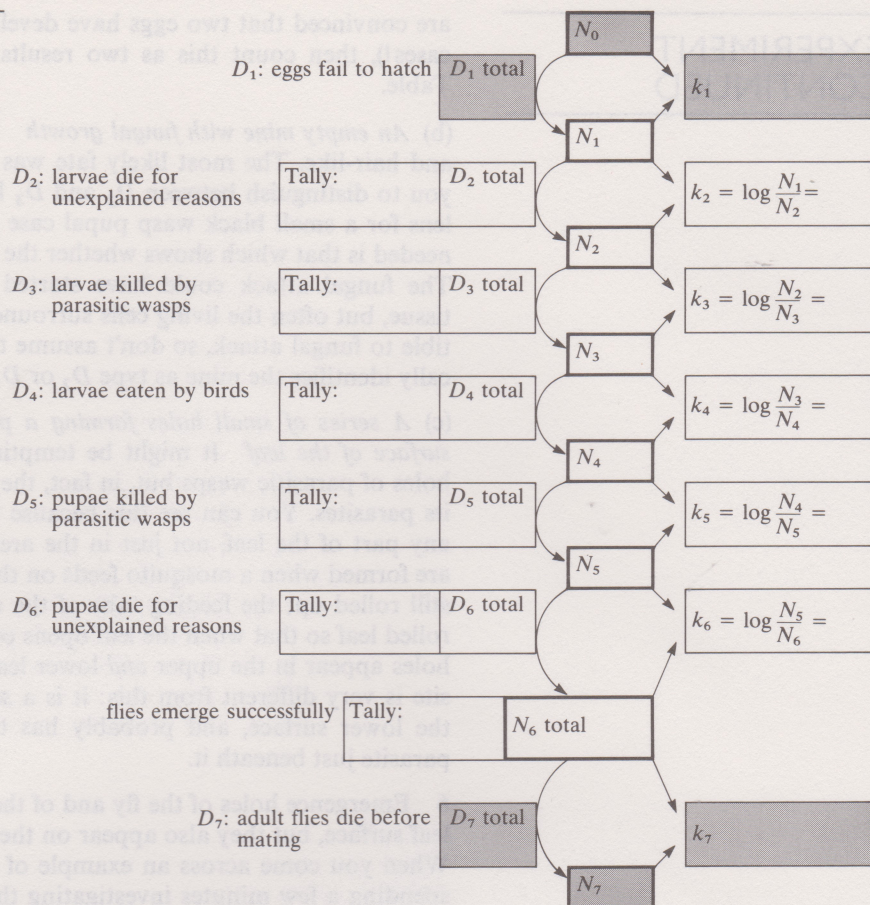 N₀
D₁: eggs fail to hatch D₁ total k₁
N₁
D₂: larvae die for unexplained reasons Tally: D₂ total k₂ = log N₁/N₂ =
N₂
D₃: larvae killed by parasitic wasps Tally: D₃ total k₃ = log N₂/N₃ =
N₃
D₄: larvae eaten by birds Tally: D₄ total k₄ = log N₃/N₄ =
N₄
D₅: pupae killed by parasitic wasps Tally: D₅ total k₅ = log N₄/N₅ =
N₅
D₆: pupae die for unexplained reasons Tally: D₆ total k₆ = log N₅/N₆ =
flies emerge successfully Tally: N₆ total
D₇: adult flies die before mating D₇ total k₇
N₇